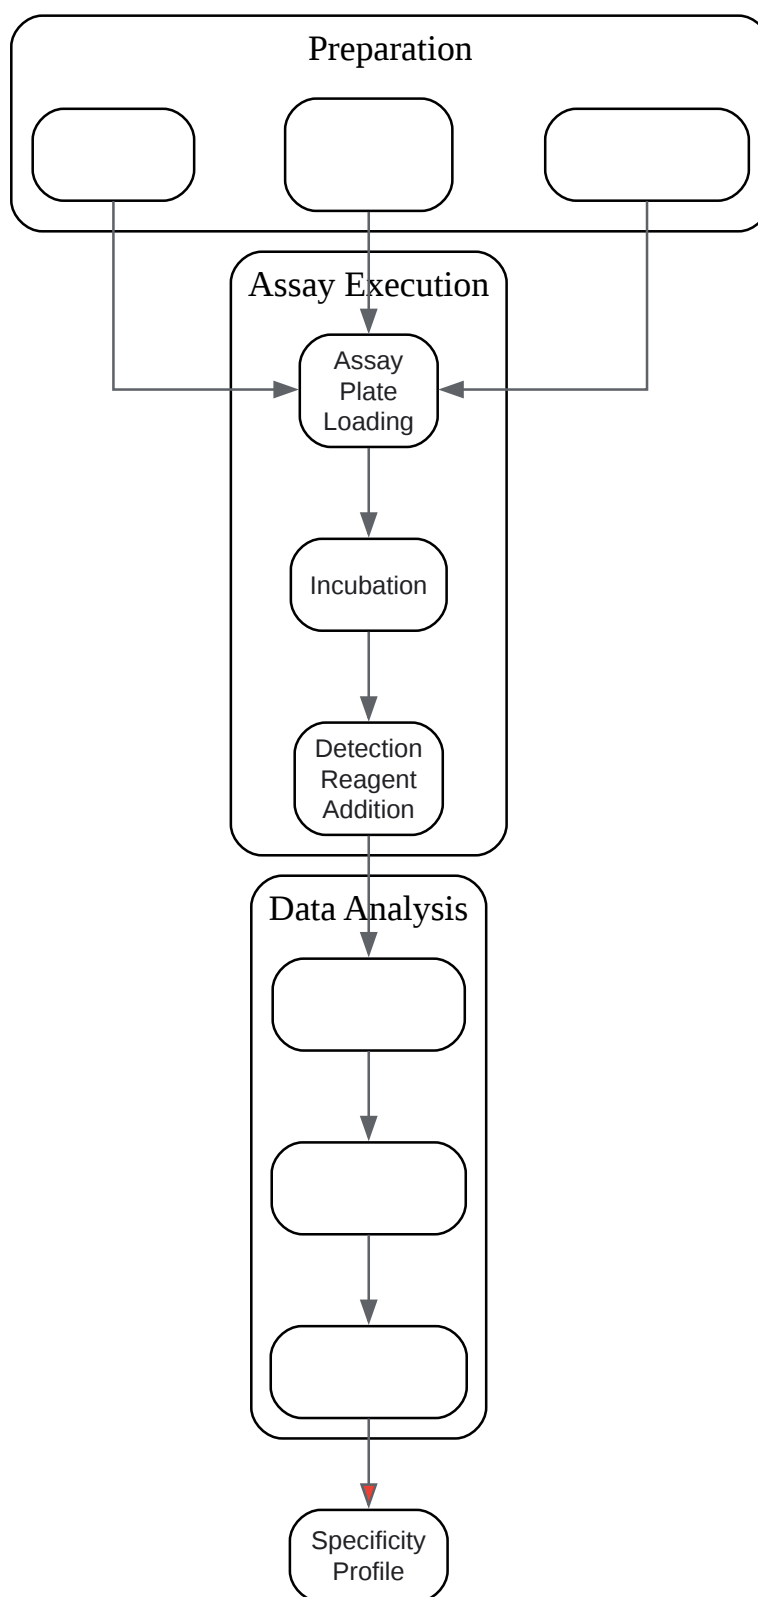 Preparation
Assay Execution
Assay
Plate
Loading
Incubation
Detection
Reagent
Addition
Data Analysis
Specificity
Profile